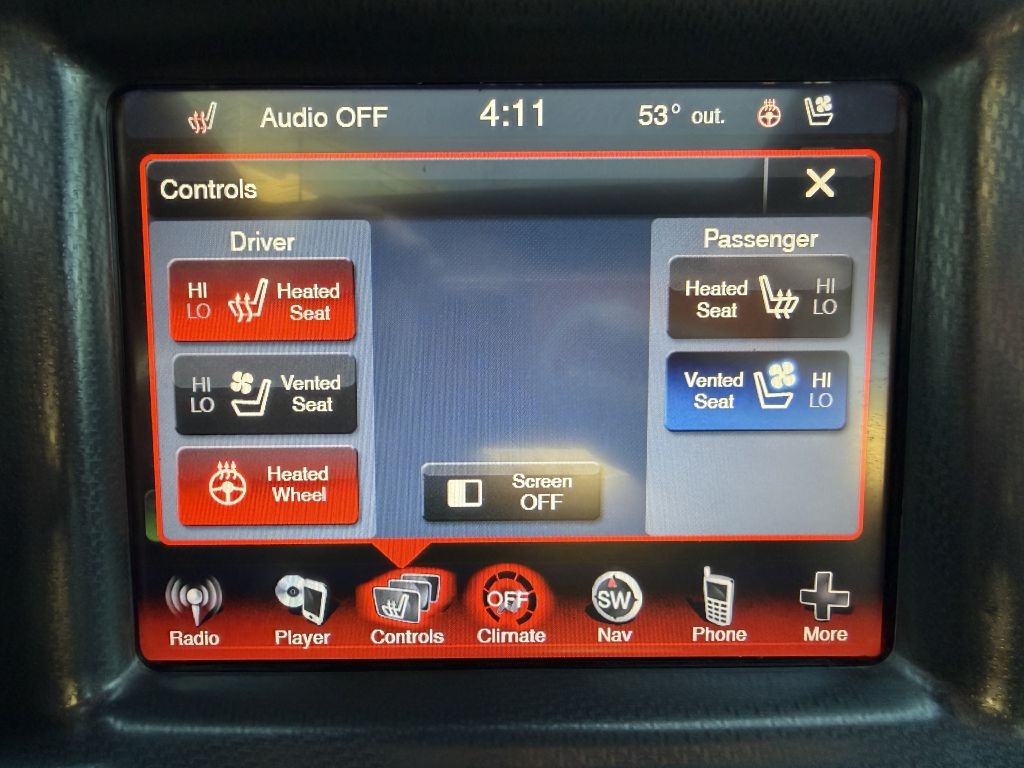 Audio OFF 4:11 53° out.
Controls X
Driver
HI
LO
Heated
Seat
HI
LO
Vented
Seat
Heated
Wheel
Screen
OFF
Passenger
Heated
Seat
HI
LO
Vented
Seat
HI
LO
OFF SW
Radio Player Controls Climate Nav Phone More